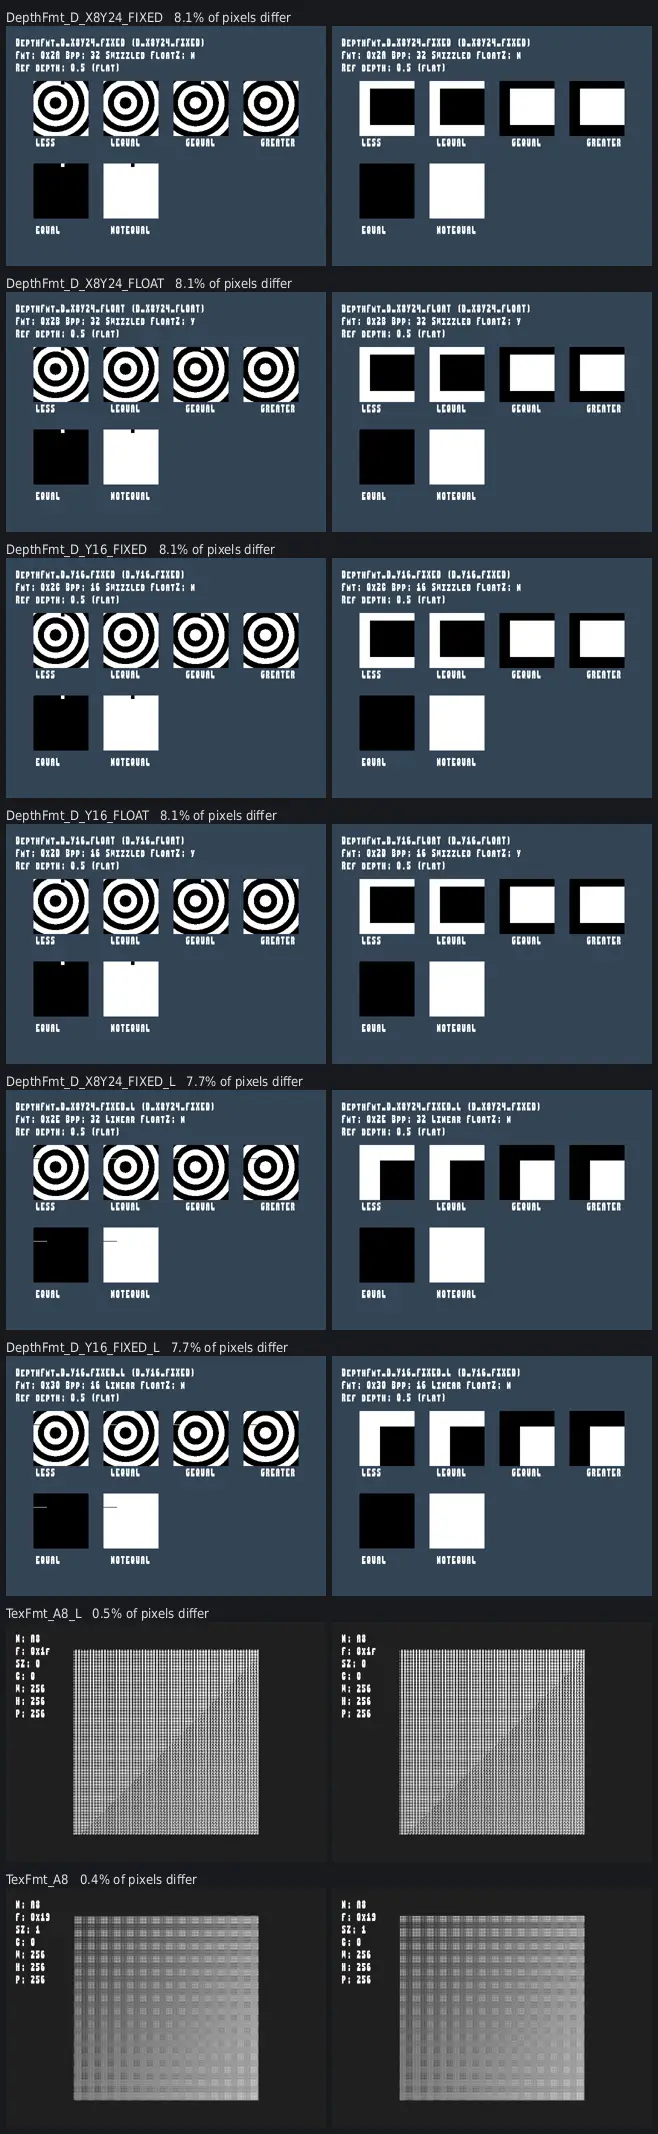 DepthFmt_D_X8Y24_FIXED 8.1% of pixels differ
DepthFmt_D_X8Y24_FIXED (D_X8Y24_FIXED)
Fmt: 0x2A Bpp: 32 Swizzled FloatZ: N
Ref depth: 0.5 (FLAT)
LESS LEQUAL GEQUAL GREATER
EQUAL NOTEQUAL
DepthFmt_D_X8Y24_FIXED (D_X8Y24_FIXED)
Fmt: 0x2A Bpp: 32 Swizzled FloatZ: N
Ref depth: 0.5 (FLAT)
LESS LEQUAL GEQUAL GREATER
EQUAL NOTEQUAL
DepthFmt_D_X8Y24_FLOAT 8.1% of pixels differ
DepthFmt_D_X8Y24_FLOAT (D_X8Y24_FLOAT)
Fmt: 0x2B Bpp: 32 Swizzled FloatZ: Y
Ref depth: 0.5 (FLAT)
LESS LEQUAL GEQUAL GREATER
EQUAL NOTEQUAL
DepthFmt_D_X8Y24_FLOAT (D_X8Y24_FLOAT)
Fmt: 0x2B Bpp: 32 Swizzled FloatZ: Y
Ref depth: 0.5 (FLAT)
LESS LEQUAL GEQUAL GREATER
EQUAL NOTEQUAL
DepthFmt_D_Y16_FIXED 8.1% of pixels differ
DepthFmt_D_Y16_FIXED (D_Y16_FIXED)
Fmt: 0x2C Bpp: 16 Swizzled FloatZ: N
Ref depth: 0.5 (FLAT)
LESS LEQUAL GEQUAL GREATER
EQUAL NOTEQUAL
DepthFmt_D_Y16_FIXED (D_Y16_FIXED)
Fmt: 0x2C Bpp: 16 Swizzled FloatZ: N
Ref depth: 0.5 (FLAT)
LESS LEQUAL GEQUAL GREATER
EQUAL NOTEQUAL
DepthFmt_D_Y16_FLOAT 8.1% of pixels differ
DepthFmt_D_Y16_FLOAT (D_Y16_FLOAT)
Fmt: 0x2D Bpp: 16 Swizzled FloatZ: Y
Ref depth: 0.5 (FLAT)
LESS LEQUAL GEQUAL GREATER
EQUAL NOTEQUAL
DepthFmt_D_Y16_FLOAT (D_Y16_FLOAT)
Fmt: 0x2D Bpp: 16 Swizzled FloatZ: Y
Ref depth: 0.5 (FLAT)
LESS LEQUAL GEQUAL GREATER
EQUAL NOTEQUAL
DepthFmt_D_X8Y24_FIXED_L 7.7% of pixels differ
DepthFmt_D_X8Y24_FIXED_L (D_X8Y24_FIXED)
Fmt: 0x2E Bpp: 32 Linear FloatZ: N
Ref depth: 0.5 (FLAT)
LESS LEQUAL GEQUAL GREATER
EQUAL NOTEQUAL
DepthFmt_D_X8Y24_FIXED_L (D_X8Y24_FIXED)
Fmt: 0x2E Bpp: 32 Linear FloatZ: N
Ref depth: 0.5 (FLAT)
LESS LEQUAL GEQUAL GREATER
EQUAL NOTEQUAL
DepthFmt_D_Y16_FIXED_L 7.7% of pixels differ
DepthFmt_D_Y16_FIXED_L (D_Y16_FIXED)
Fmt: 0x30 Bpp: 16 Linear FloatZ: N
Ref depth: 0.5 (FLAT)
LESS LEQUAL GEQUAL GREATER
EQUAL NOTEQUAL
DepthFmt_D_Y16_FIXED_L (D_Y16_FIXED)
Fmt: 0x30 Bpp: 16 Linear FloatZ: N
Ref depth: 0.5 (FLAT)
LESS LEQUAL GEQUAL GREATER
EQUAL NOTEQUAL
TexFmt_A8_L 0.5% of pixels differ
N: A8
F: 0x1f
SZ: 0
C: 0
W: 256
H: 256
P: 256
N: A8
F: 0x1f
SZ: 0
C: 0
W: 256
H: 256
P: 256
TexFmt_A8 0.4% of pixels differ
N: A8
F: 0x19
SZ: 1
C: 0
W: 256
H: 256
P: 256
N: A8
F: 0x19
SZ: 1
C: 0
W: 256
H: 256
P: 256